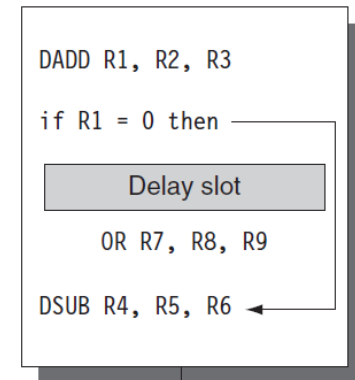 DADD R1, R2, R3
if R1 = 0 then
Delay slot
OR R7, R8, R9
DSUB R4, R5, R6